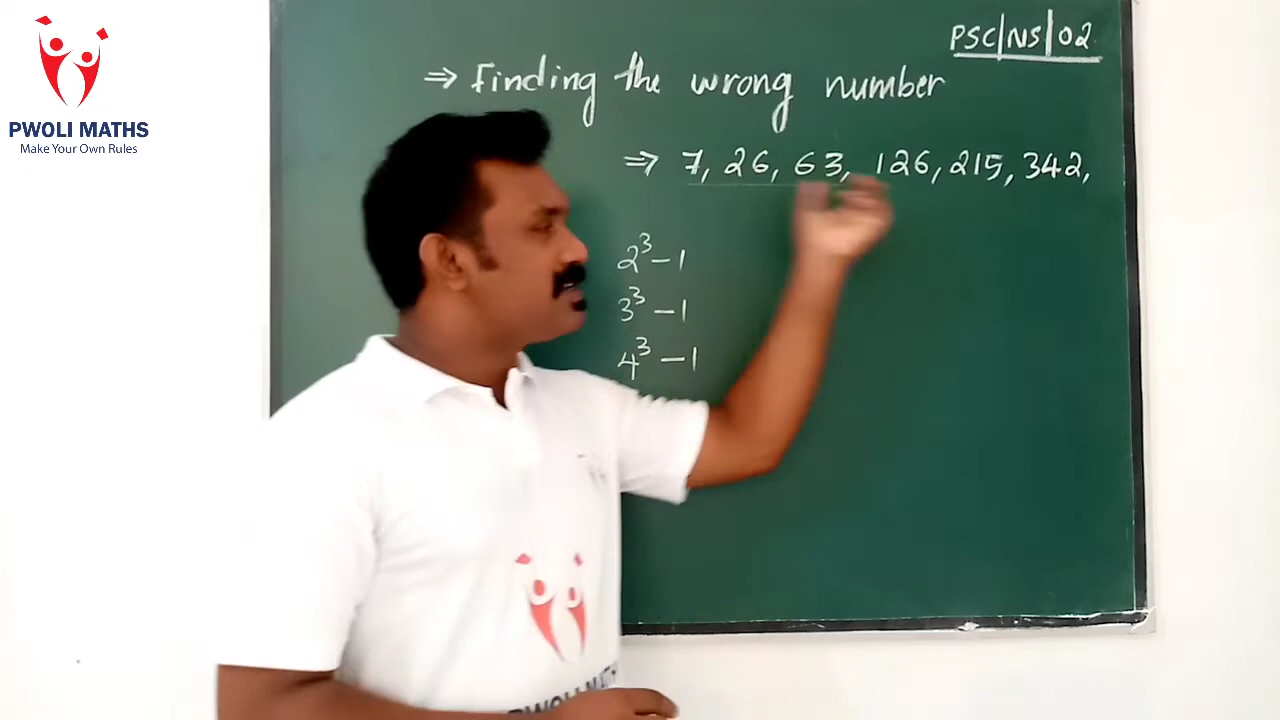 PWOLI MATHS
Make Your Own Rules
PSC|NS|02
⇒ Finding the wrong number
⇒ 7, 26, 63, 126, 215, 342,
2³-1
3³-1
4³-1